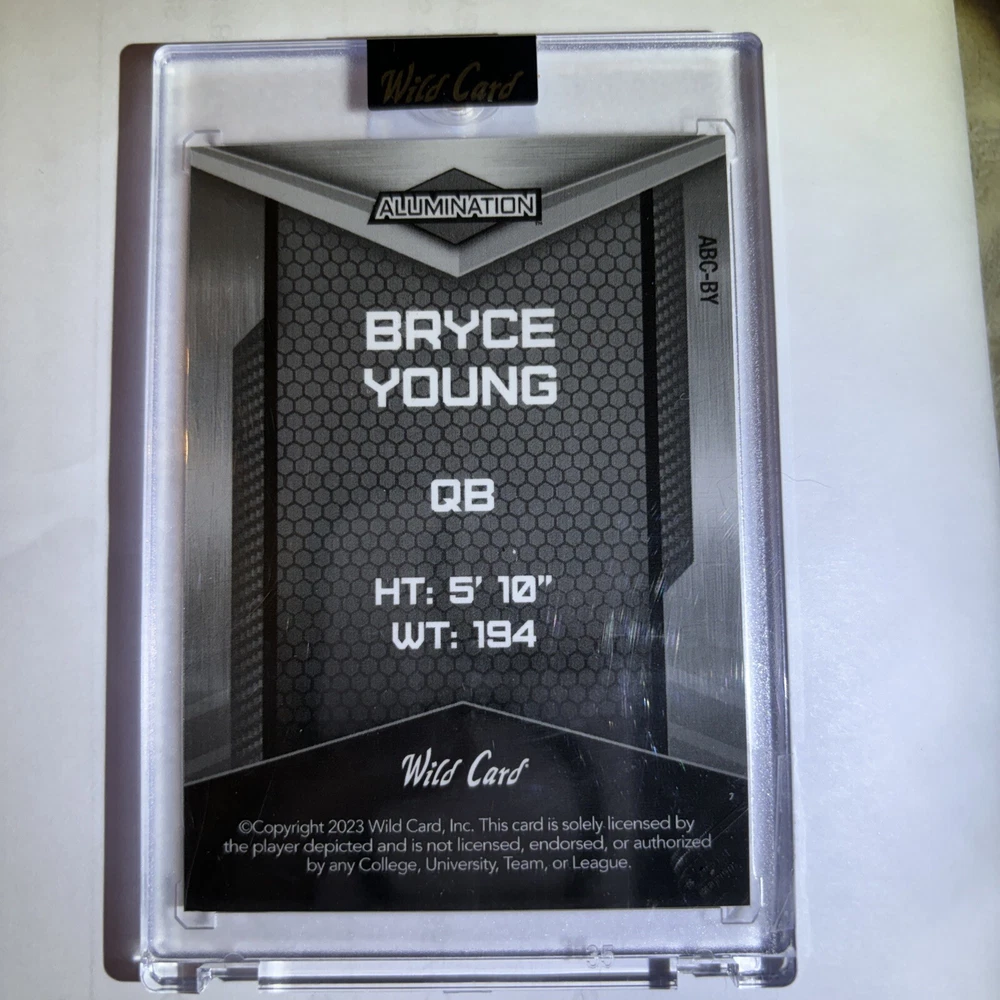 Wild Card
ALUMINATION
ABC-BY
BRYCE
YOUNG
QB
HT: 5' 10"
WT: 194
Wild Card
©Copyright 2023 Wild Card, Inc. This card is solely licensed by
the player depicted and is not licensed, endorsed, or authorized
by any College, University, Team, or League.